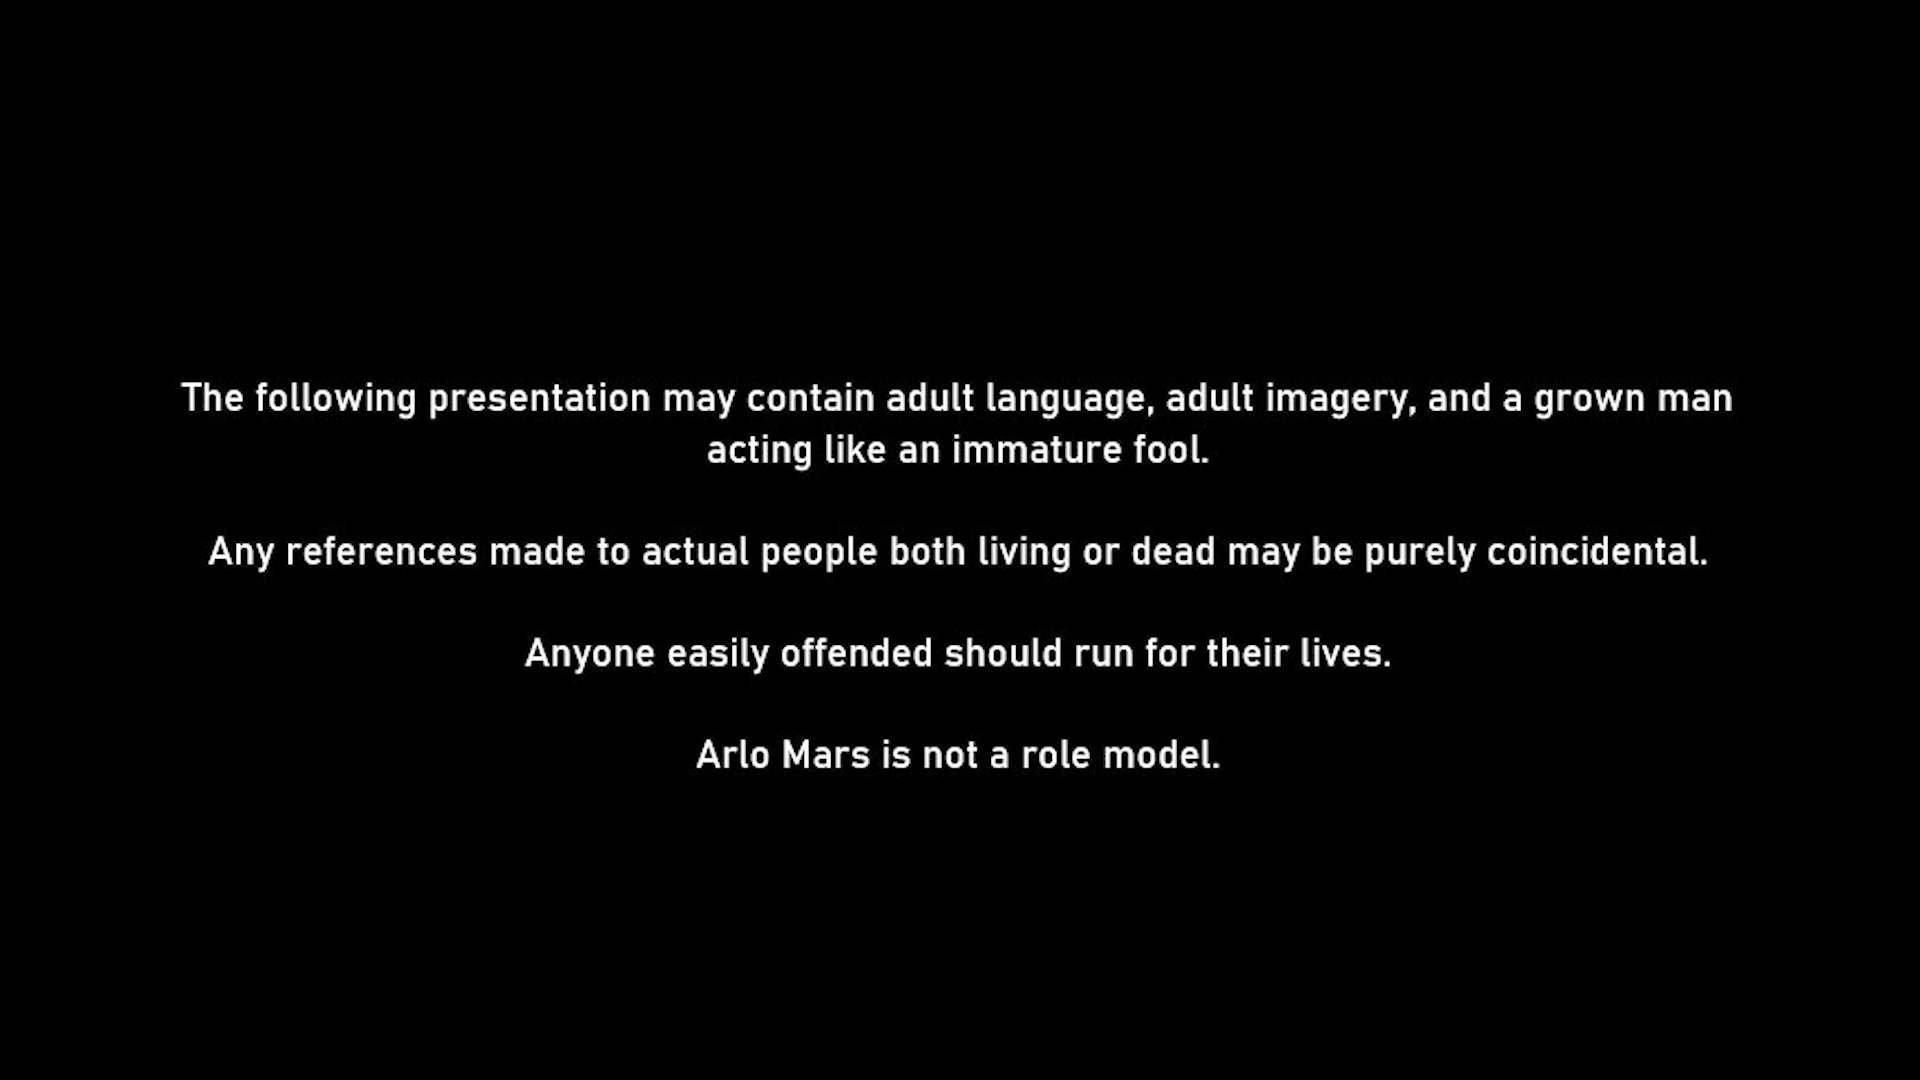 The following presentation may contain adult language, adult imagery, and a grown man
acting like an immature fool.
Any references made to actual people both living or dead may be purely coincidental.
Anyone easily offended should run for their lives.
Arlo Mars is not a role model.